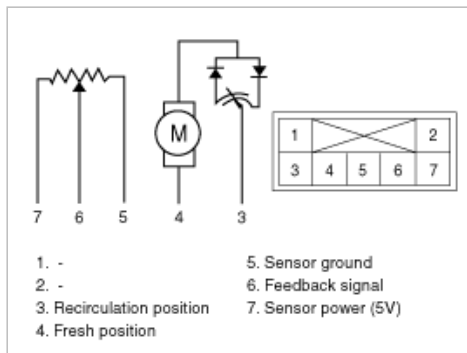 M
1 2
3 4 5 6 7
7 6 5 4 3
1. - 5. Sensor ground
2. - 6. Feedback signal
3. Recirculation position 7. Sensor power (5V)
4. Fresh position